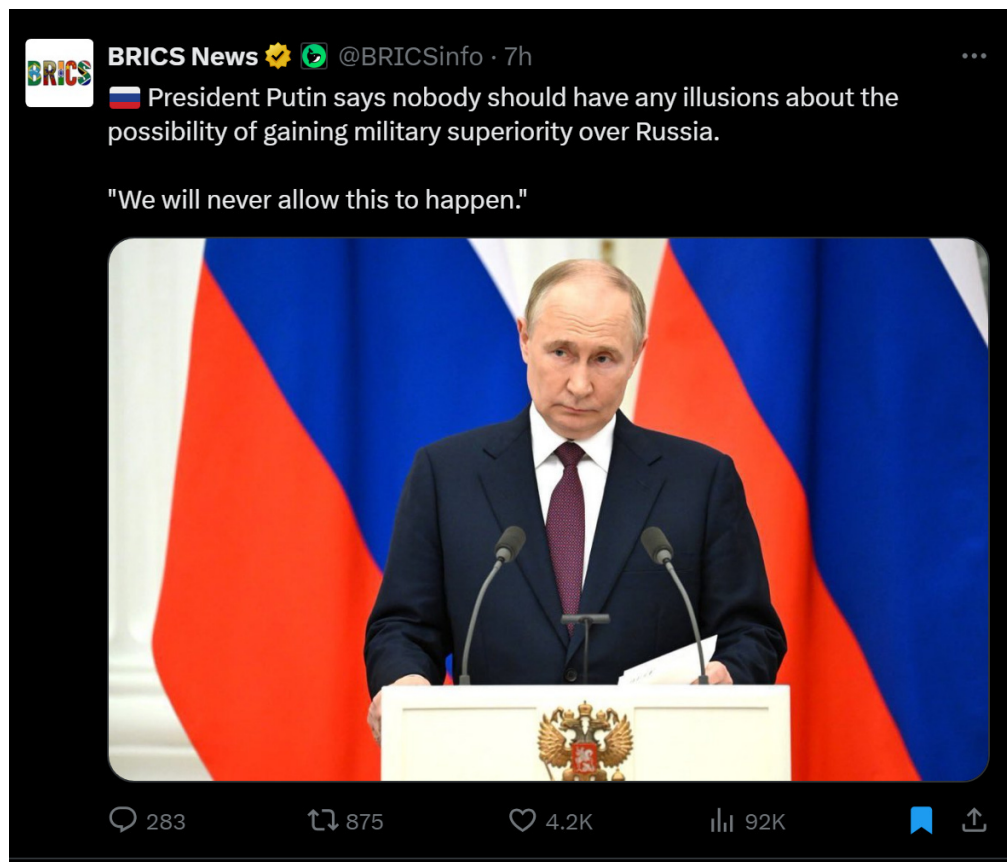 BRICS
BRICS News @BRICSinfo · 7h
President Putin says nobody should have any illusions about the
possibility of gaining military superiority over Russia.
"We will never allow this to happen."
283 875 4.2K 92K